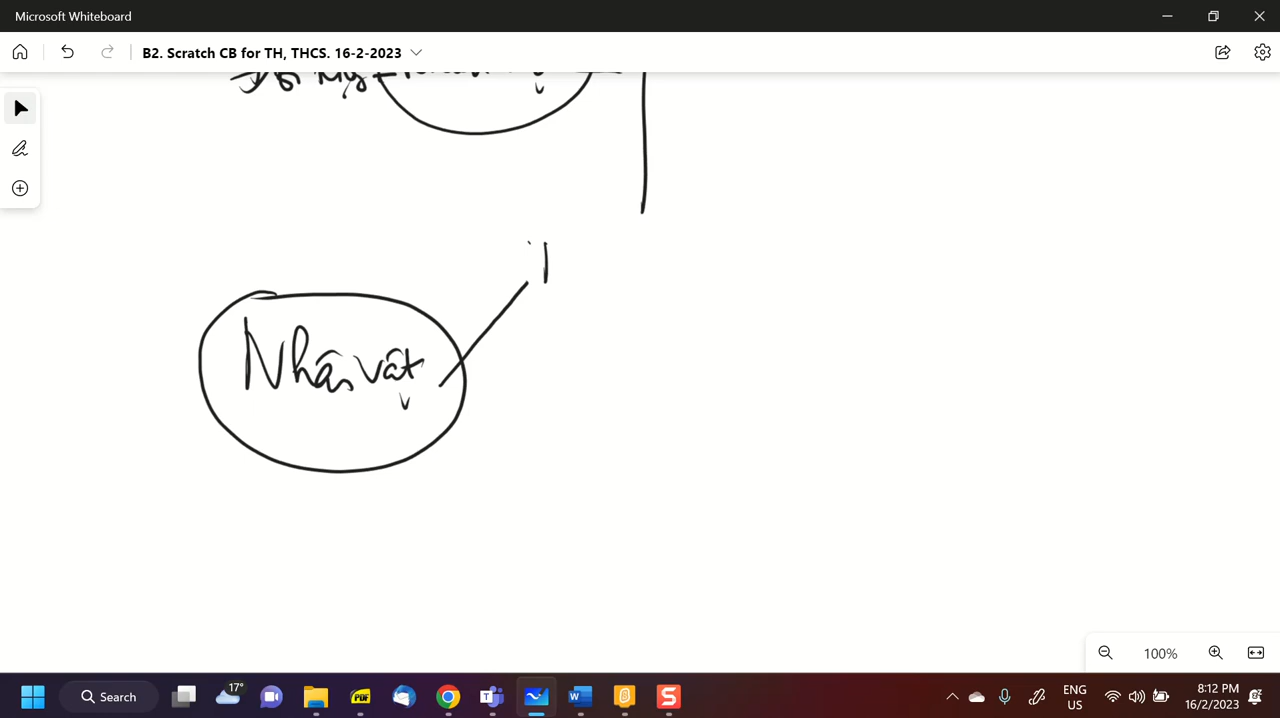 Microsoft Whiteboard
B2. Scratch CB for TH, THCS. 16-2-2023
Nhân vật
100%
17°
Search
PDF
ENG
US
8:12 PM
16/2/2023